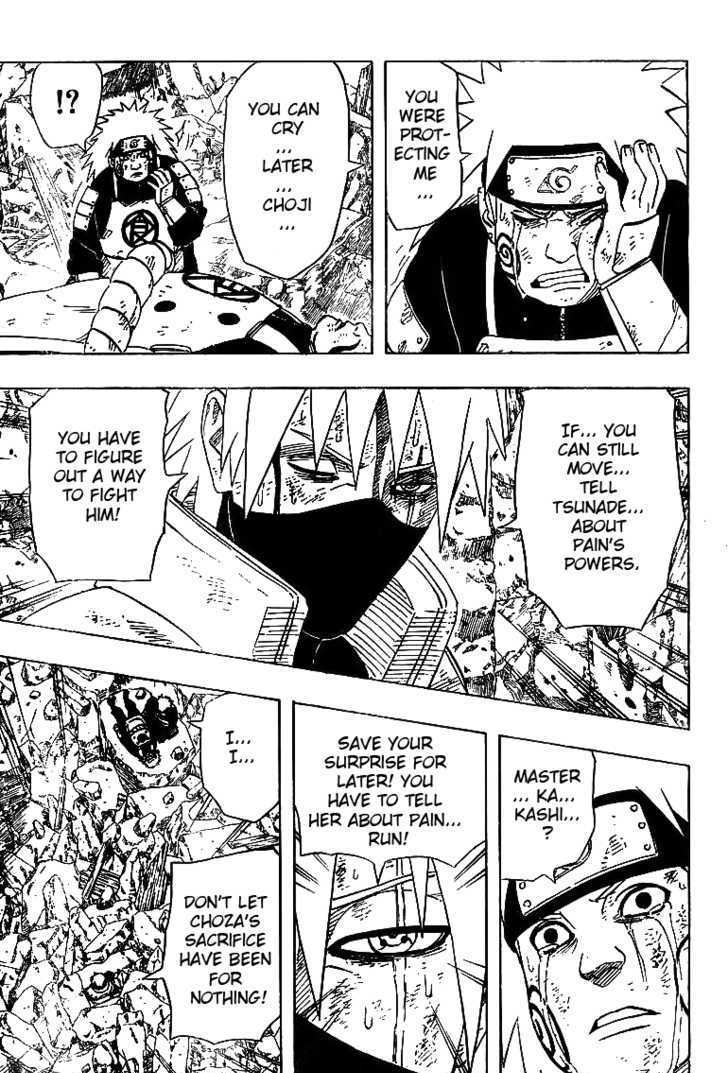 YOU
WERE
PROT-
ECTING
ME
...
YOU CAN
CRY
...
LATER
...
CHOJI
...
!?
IF... YOU
CAN STILL
MOVE...
TELL
TSUNADE...
ABOUT
PAIN'S
POWERS.
YOU HAVE
TO FIGURE
OUT A WAY
TO FIGHT
HIM!
MASTER
... KA...
KASHI...
?
SAVE YOUR
SURPRISE FOR
LATER! YOU
HAVE TO TELL
HER ABOUT PAIN...
RUN!
I...
I...
DON'T LET
CHOZA'S
SACRIFICE
HAVE BEEN
FOR
NOTHING!